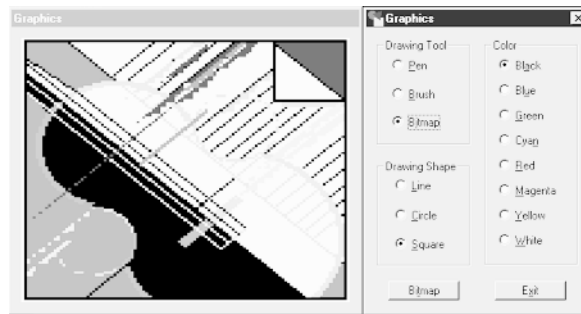 Graphics
Graphics
Drawing Tool
Pen
Brush
Bitmap
Drawing Shape
Line
Circle
Square
Color
Black
Blue
Green
Cyan
Red
Magenta
Yellow
White
Bitmap
Exit